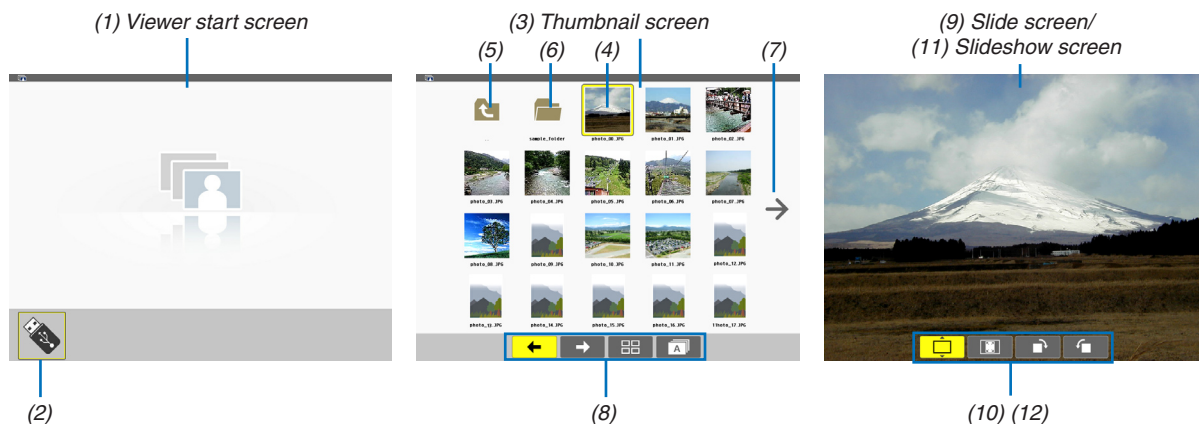 (1) Viewer start screen
(3) Thumbnail screen
(9) Slide screen/
(11) Slideshow screen
(5)
(6)
(4)
(7)
sample_folder
photo_00.JPG
photo_01.JPG
photo_02.JPG
photo_03.JPG
photo_04.JPG
photo_05.JPG
photo_06.JPG
photo_07.JPG
photo_08.JPG
photo_09.JPG
photo_10.JPG
photo_11.JPG
photo_12.JPG
photo_13.JPG
photo_14.JPG
photo_15.JPG
photo_16.JPG
A
(2)
(8)
(10) (12)